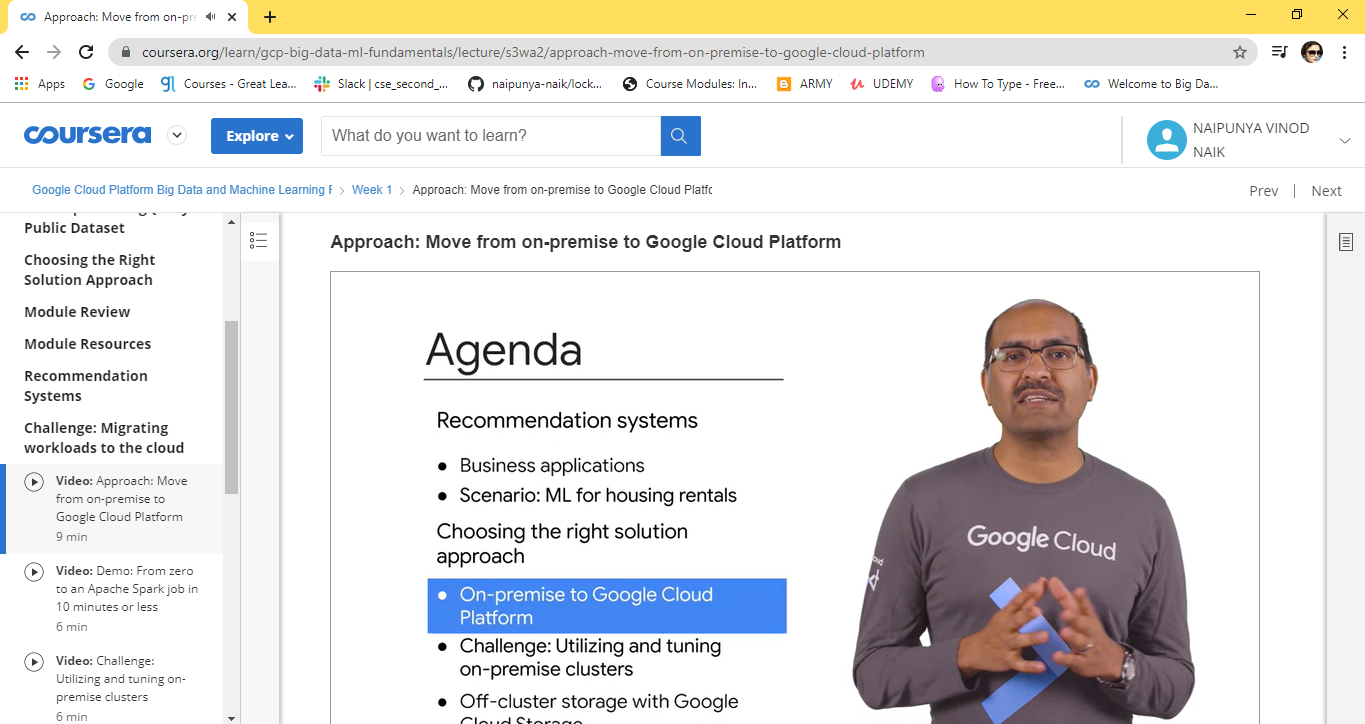 Approach: Move from on-pre
coursera.org/learn/gcp-big-data-ml-fundamentals/lecture/s3wa2/approach-move-from-on-premise-to-google-cloud-platform
Apps
Google
Courses - Great Lea...
Slack | cse_second_...
naipunya-naik/lock...
Course Modules: In...
ARMY
UDEMY
How To Type - Free...
Welcome to Big Da...
coursera
Explore
What do you want to learn?
NAIPUNYA VINOD
NAIK
Google Cloud Platform Big Data and Machine Learning F
Week 1
Approach: Move from on-premise to Google Cloud Platfo
Prev | Next
Public Dataset
Choosing the Right
Solution Approach
Module Review
Module Resources
Recommendation
Systems
Challenge: Migrating
workloads to the cloud
Video: Approach: Move
from on-premise to
Google Cloud Platform
9 min
Video: Demo: From zero
to an Apache Spark job in
10 minutes or less
6 min
Video: Challenge:
Utilizing and tuning on-
premise clusters
6 min
Approach: Move from on-premise to Google Cloud Platform
Agenda
Recommendation systems
● Business applications
● Scenario: ML for housing rentals
Choosing the right solution
approach
● On-premise to Google Cloud
Platform
● Challenge: Utilizing and tuning
on-premise clusters
● Off-cluster storage with Google
Cloud Storage
Google Cloud